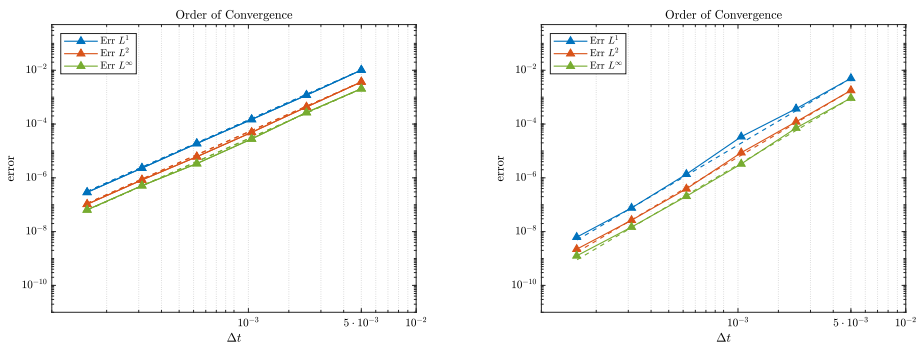 Order of Convergence
Err L¹
Err L²
Err L^∞
10⁻²
10⁻⁴
10⁻⁶
10⁻⁸
10⁻¹⁰
error
10⁻³
5 · 10⁻³
10⁻²
Δt
Order of Convergence
Err L¹
Err L²
Err L^∞
10⁻²
10⁻⁴
10⁻⁶
10⁻⁸
10⁻¹⁰
error
10⁻³
5 · 10⁻³
10⁻²
Δt